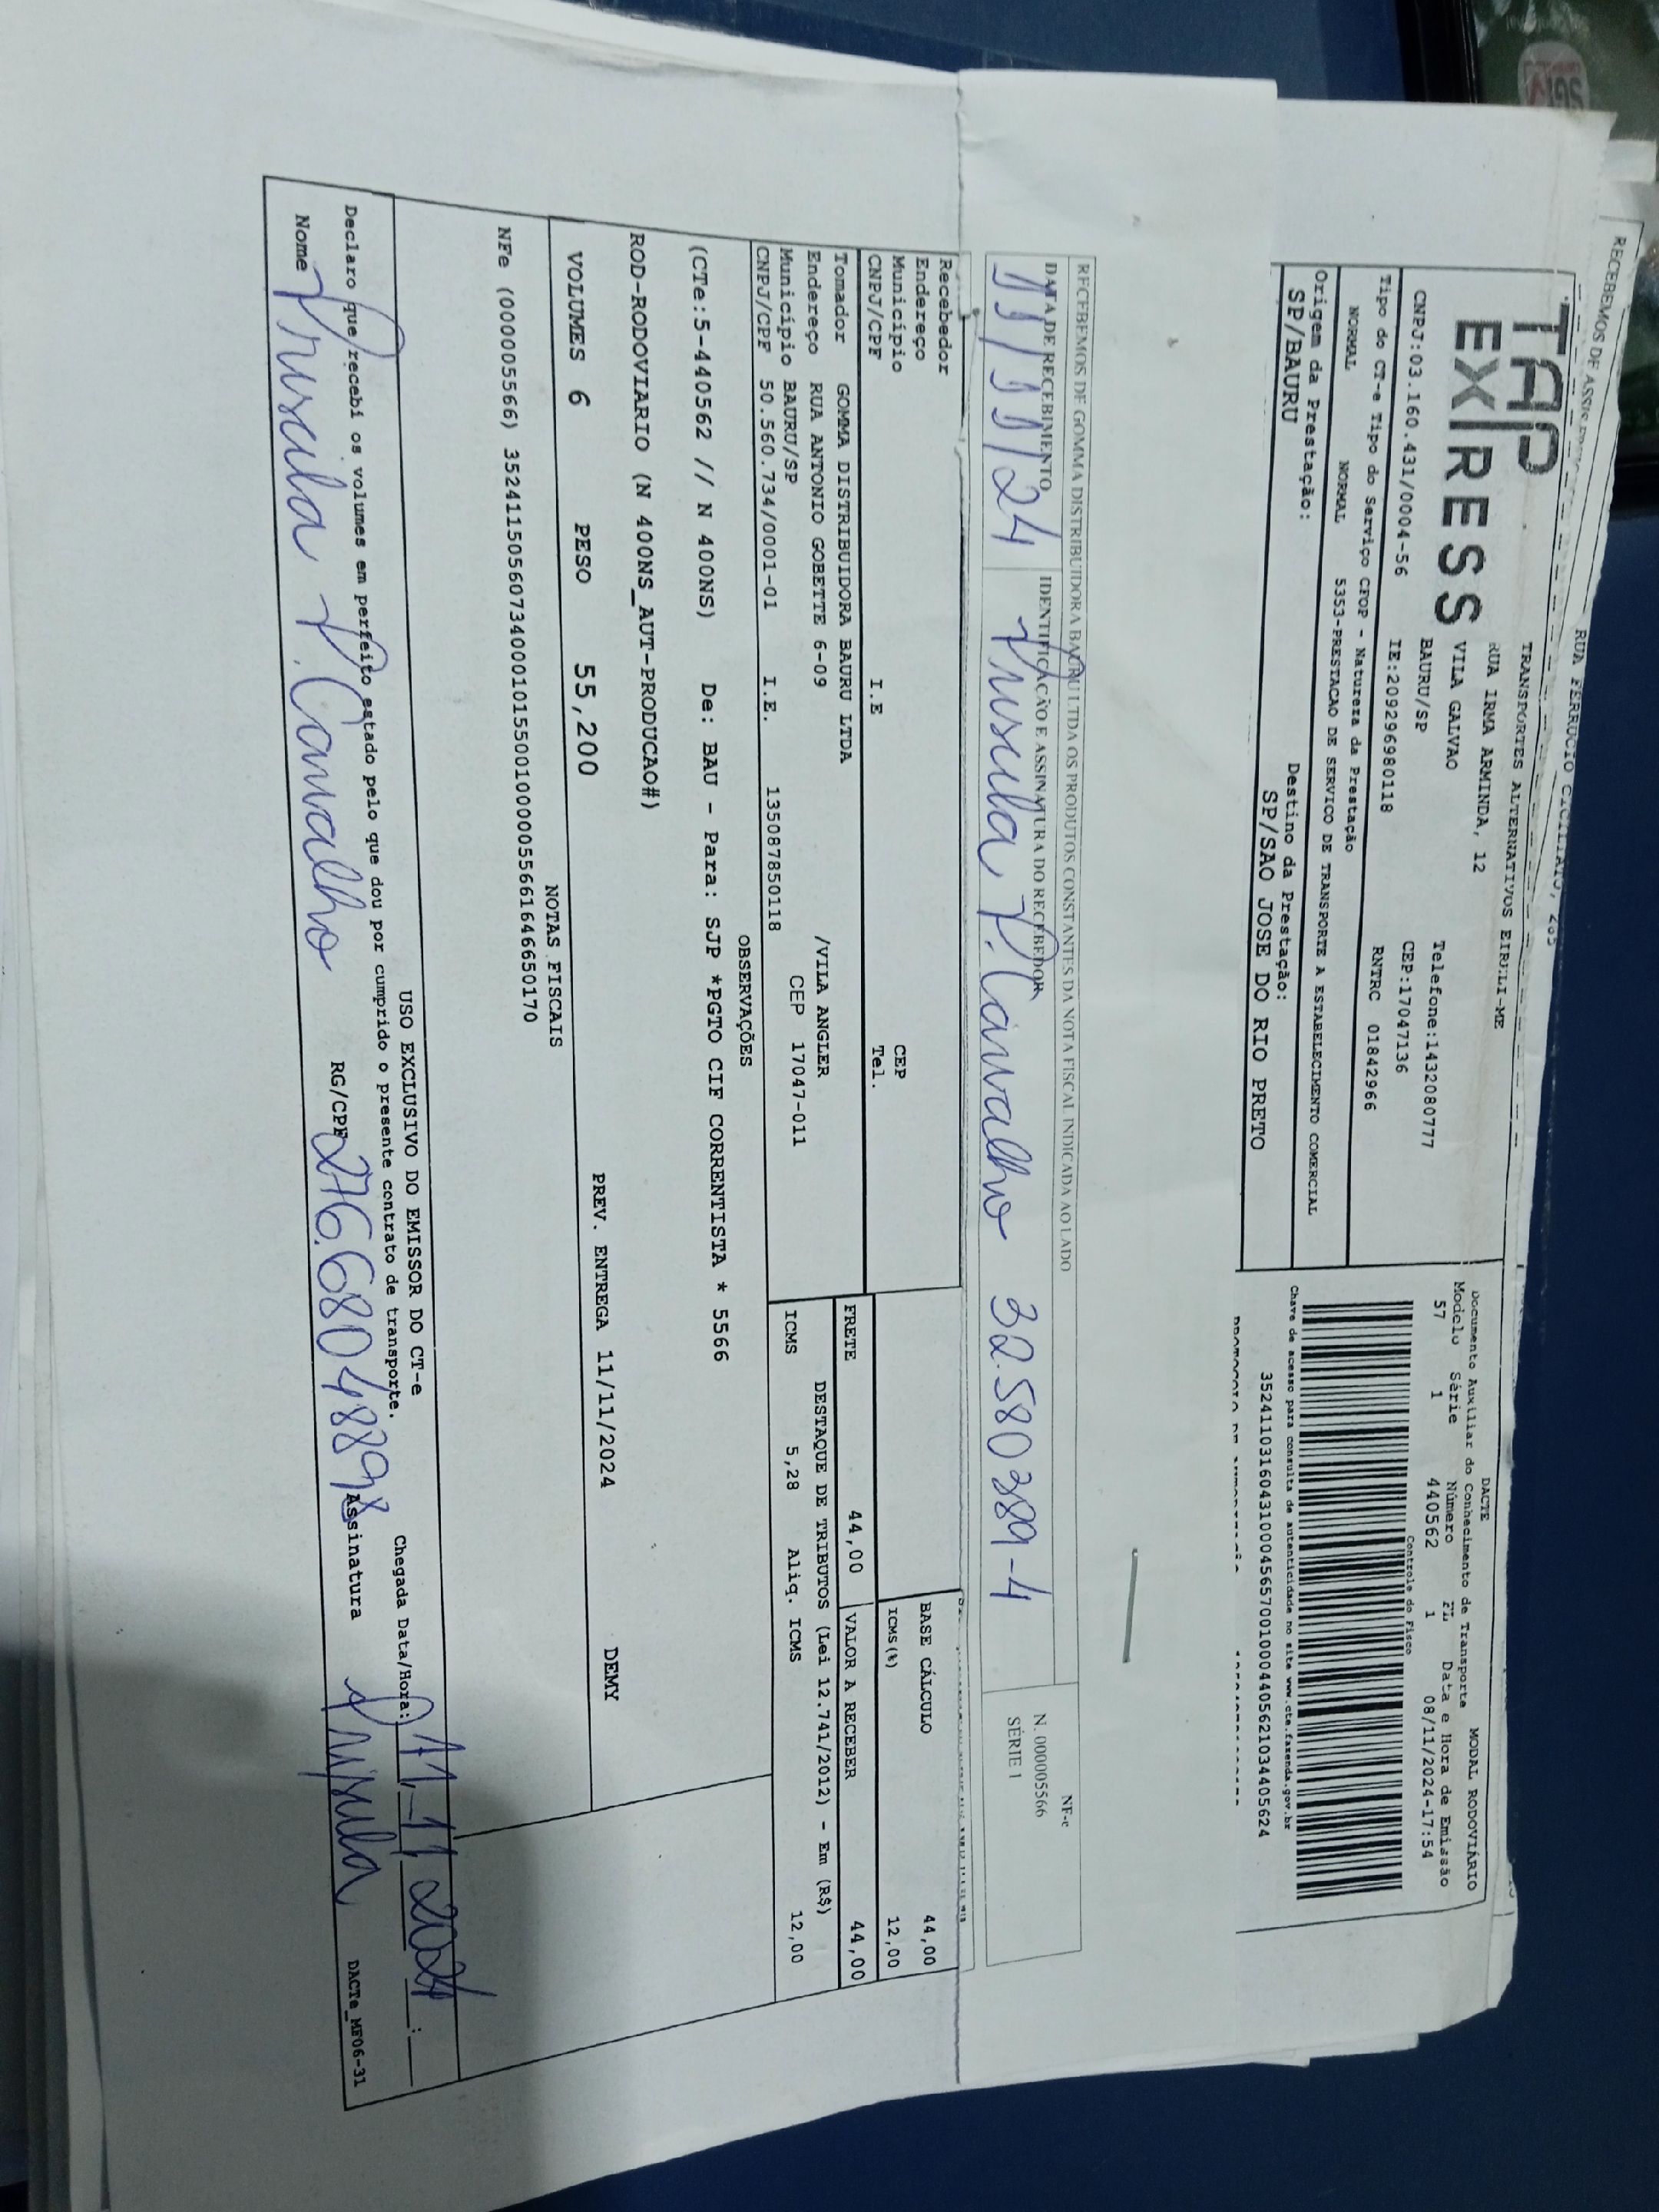 RECEBEMOS DE
RUA FERRUCIO
TAP
EXPRESS
TRANSPORTES ALTERNATIVOS EIRELI-ME
RUA IRMA ARMINDA, 12
VILA GALVAO
BAURU/SP
Telefone:1432080777
CEP:17047136
CNPJ:03.160.431/0004-56
IE:209296980118
RNTRC 01842966
Tipo do CT-e Tipo do Serviço CFOP - Natureza da Prestação
NORMAL NORMAL 5353-PRESTACAO DE SERVICO DE TRANSPORTE A ESTABELECIMENTO COMERCIAL
Origem da Prestação: Destino da Prestação:
SP/BAURU SP/SAO JOSE DO RIO PRETO
DACTE MODAL RODOVIÁRIO
Documento Auxiliar do Conhecimento de Transporte
Modelo Série Número FL Data e Hora de Emissão
57 1 440562 1 08/11/2024-17:54
Controle do Fisco
Chave de acesso para consulta de autenticidade no site www.cte.fazenda.gov.br
35241103160431000456570010004405621034405624
RECEBEMOS DE GOMMA DISTRIBUIDORA BAURU LTDA OS PRODUTOS CONSTANTES DA NOTA FISCAL INDICADA AO LADO
DATA DE RECEBIMENTO IDENTIFICAÇÃO E ASSINATURA DO RECEBEDOR
11/11/24 Priscila P. Carvalho 32.580389-4
NF-e
N. 000005566
SÉRIE 1
Recebedor
Endereço
Município CEP
CNPJ/CPF I.E Tel.
Tomador GOMMA DISTRIBUIDORA BAURU LTDA
Endereço RUA ANTONIO GOBETTE 6-09 /VILA ANGLER
Município BAURU/SP CEP 17047-011
CNPJ/CPF 50.560.734/0001-01 I.E. 135087850118
BASE CÁLCULO 44,00
ICMS(%) 12,00
FRETE 44,00 VALOR A RECEBER 44,00
DESTAQUE DE TRIBUTOS (Lei 12.741/2012) - Em (R$)
ICMS 5,28 Aliq. ICMS 12,00
OBSERVAÇÕES
(CTe:5-440562 // N 400NS) De: BAU - Para: SJP *PGTO CIF CORRENTISTA * 5566
ROD-RODOVIARIO (N 400NS_AUT-PRODUCAO#)
VOLUMES 6 PESO 55,200 PREV. ENTREGA 11/11/2024 DEMY
NOTAS FISCAIS
NFe (000005566) 35241150560734000101550010000055661646650170
USO EXCLUSIVO DO EMISSOR DO CT-e
Declaro que recebi os volumes em perfeito estado pelo que dou por cumprido o presente contrato de transporte.
Chegada Data/Hora: 11-11 2024 :
Nome Priscila P. Carvalho RG/CPF 276.68048898 Assinatura Priscila
DACTe_MF06-31